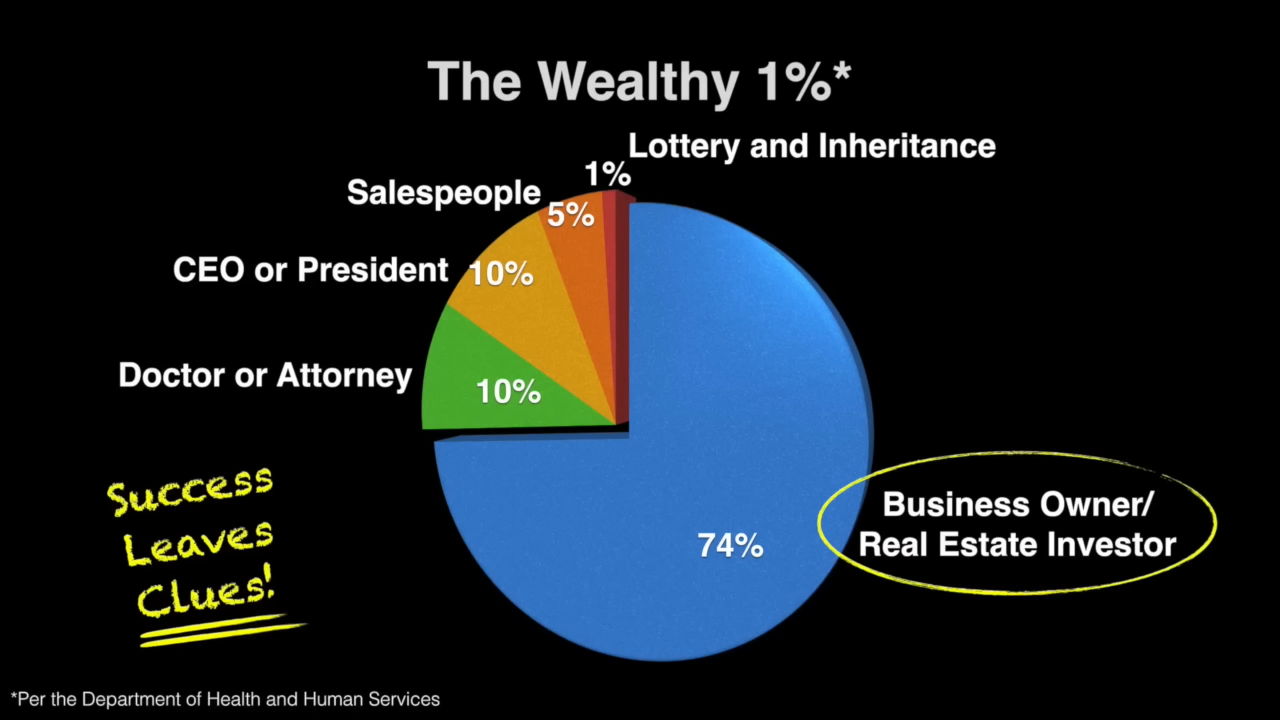 The Wealthy 1%*
Lottery and Inheritance
1%
Salespeople
5%
CEO or President
10%
Doctor or Attorney
10%
Success
Leaves
Clues!
74%
Business Owner/
Real Estate Investor
*Per the Department of Health and Human Services